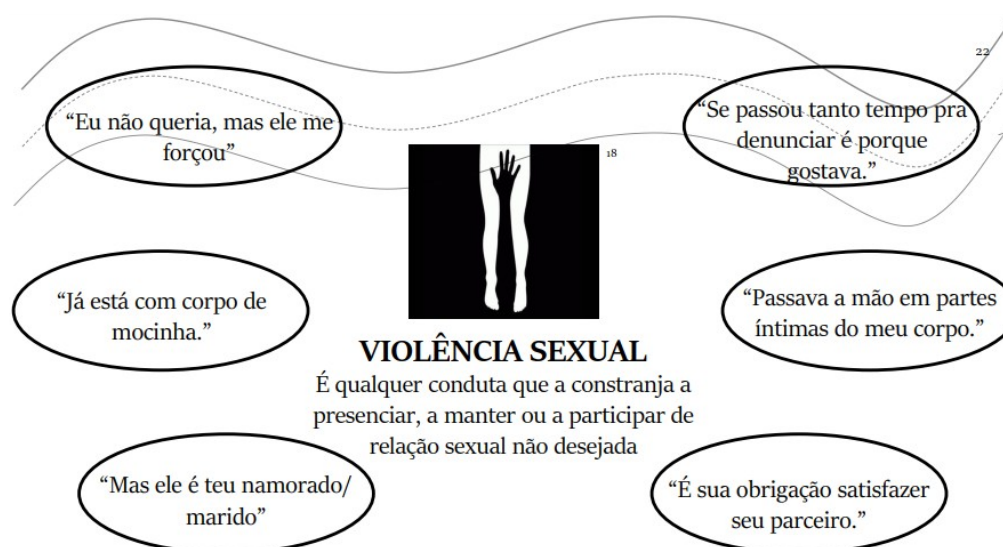 22
“Eu não queria, mas ele me
forçou”
“Se passou tanto tempo pra
denunciar é porque
gostava.”
18
“Já está com corpo de
mocinha.”
“Passava a mão em partes
íntimas do meu corpo.”
VIOLÊNCIA SEXUAL
É qualquer conduta que a constranja a
presenciar, a manter ou a participar de
relação sexual não desejada
“Mas ele é teu namorado/
marido”
“É sua obrigação satisfazer
seu parceiro.”